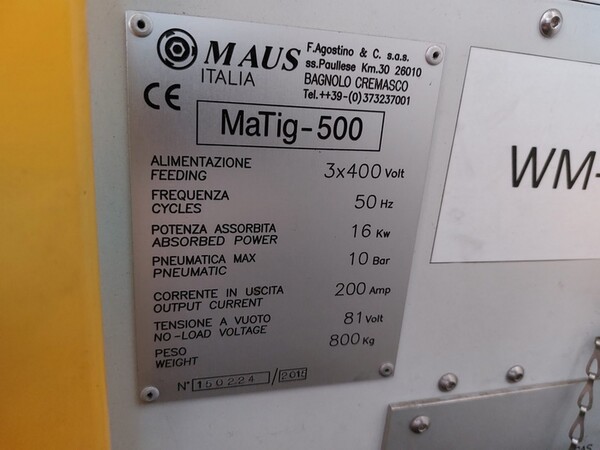 MAUS
ITALIA
F.Agostino & C. s.a.s.
ss.Paullese Km.30 26010
BAGNOLO CREMASCO
Tel.++39-(0)373237001
CE
MaTig-500
ALIMENTAZIONE
FEEDING
3x400 Volt
FREQUENZA
CYCLES
50 Hz
POTENZA ASSORBITA
ABSORBED POWER
16 Kw
PNEUMATICA MAX
PNEUMATIC
10 Bar
CORRENTE IN USCITA
OUTPUT CURRENT
200 Amp
TENSIONE A VUOTO
NO-LOAD VOLTAGE
81 Volt
PESO
WEIGHT
800 Kg
N° 150224/2015
WM-